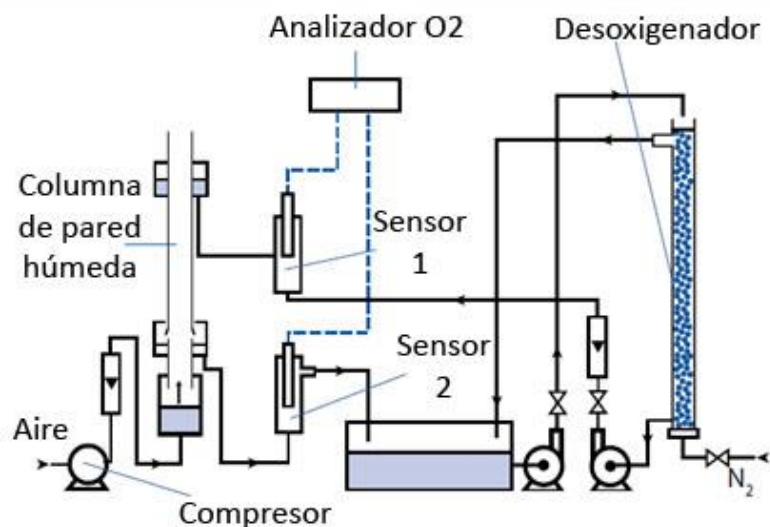 Analizador O2
Desoxigenador
Columna
de pared
húmeda
Sensor
1
Sensor
2
Aire
N2
Compresor